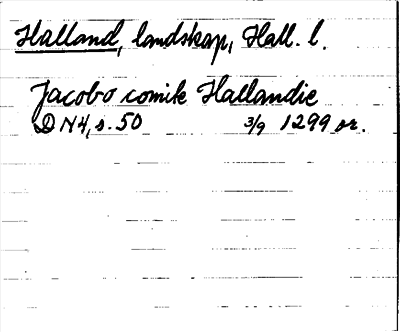 Halland, landskap, Hall. l.
Jacobo comite Hallandie
DN 4, s. 50 3/9 1299 or.